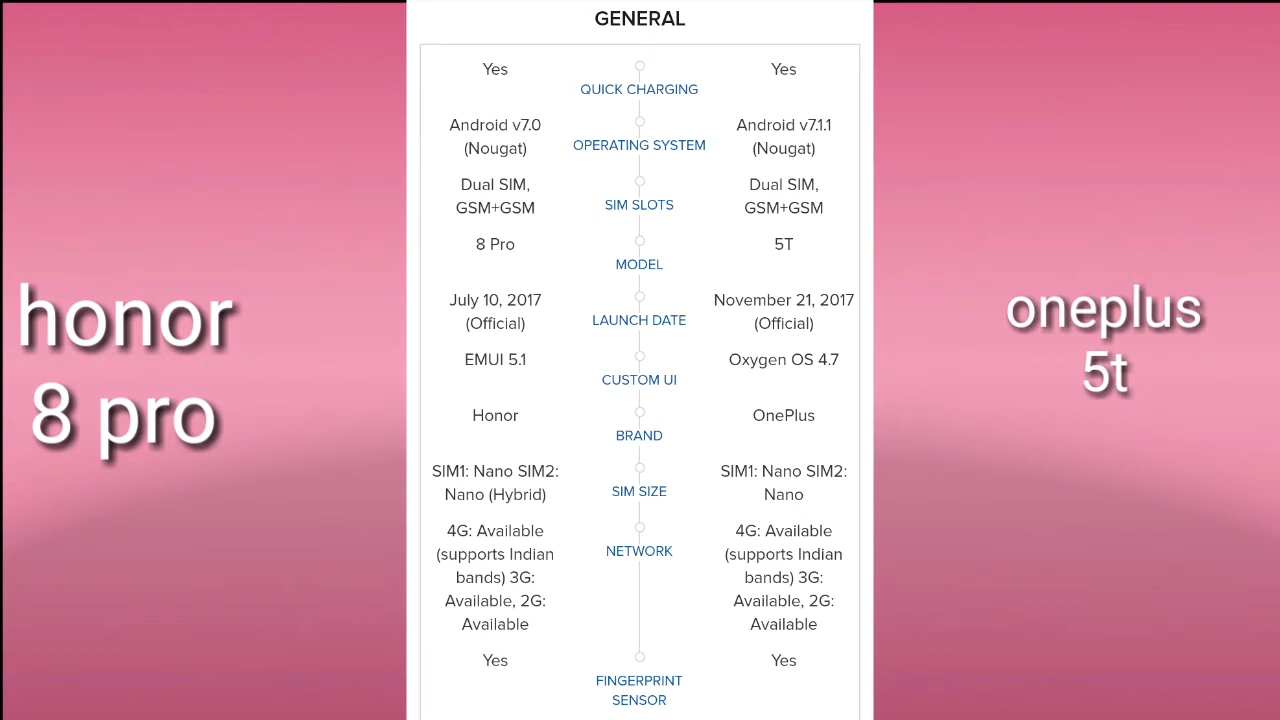 GENERAL
honor
8 pro
Yes
QUICK CHARGING
Yes
Android v7.0
(Nougat)
OPERATING SYSTEM
Android v7.1.1
(Nougat)
Dual SIM,
GSM+GSM
SIM SLOTS
Dual SIM,
GSM+GSM
8 Pro
MODEL
5T
July 10, 2017
(Official)
LAUNCH DATE
November 21, 2017
(Official)
EMUI 5.1
CUSTOM UI
Oxygen OS 4.7
Honor
BRAND
OnePlus
SIM1: Nano SIM2:
Nano (Hybrid)
SIM SIZE
SIM1: Nano SIM2:
Nano
4G: Available
(supports Indian
bands) 3G:
Available, 2G:
Available
NETWORK
4G: Available
(supports Indian
bands) 3G:
Available, 2G:
Available
Yes
FINGERPRINT
SENSOR
Yes
oneplus
5t